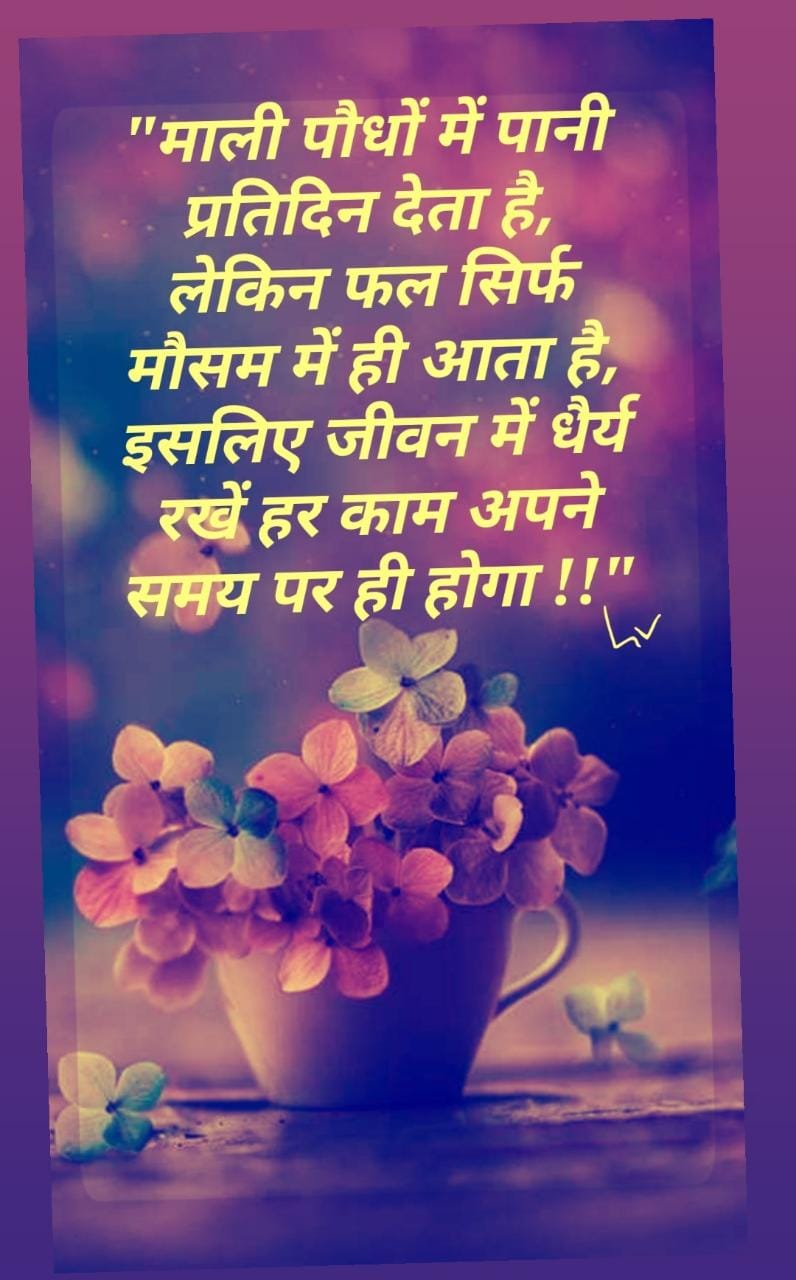 "माली पौधों में पानी
प्रतिदिन देता है,
लेकिन फल सिर्फ
मौसम में ही आता है,
इसलिए जीवन में धैर्य
रखें हर काम अपने
समय पर ही होगा !!"